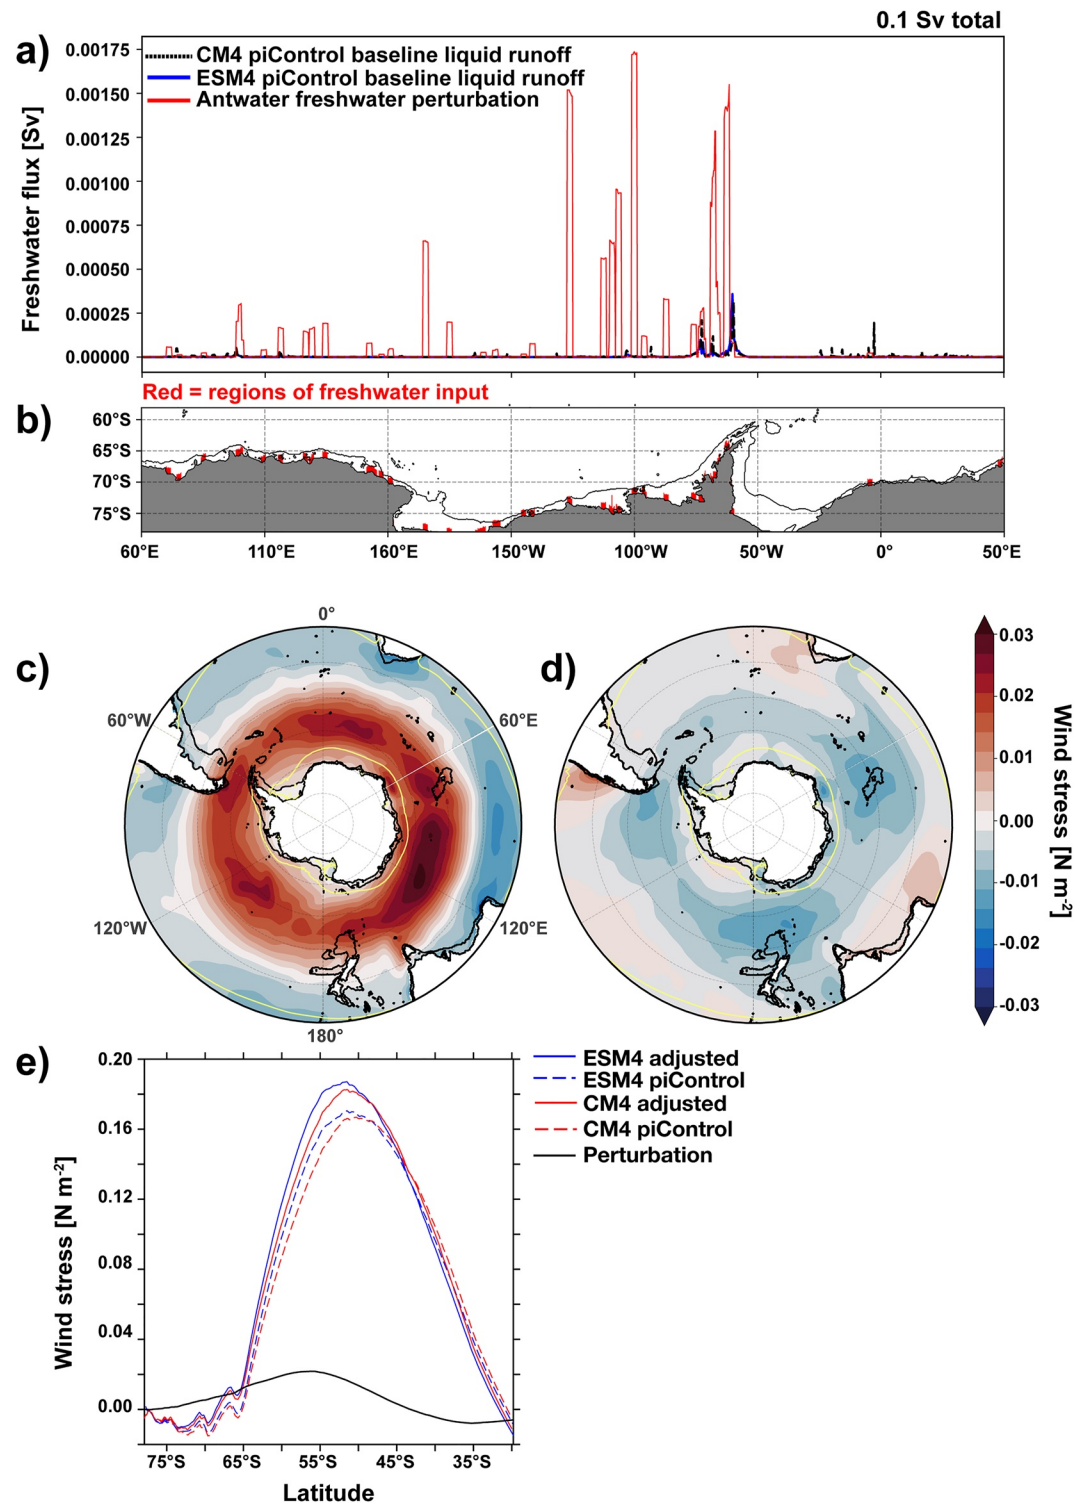 0.1 Sv total
a)
CM4 piControl baseline liquid runoff
ESM4 piControl baseline liquid runoff
Antwater freshwater perturbation
Freshwater flux [Sv]
0.00175
0.00150
0.00125
0.00100
0.00075
0.00050
0.00025
0.00000
Red = regions of freshwater input
b)
60°S
65°S
70°S
75°S
60°E 110°E 160°E 150°W 100°W 50°W 0° 50°E
c)
0°
60°W
60°E
120°W
120°E
180°
d)
0.03
0.02
0.01
0.00
-0.01
-0.02
-0.03
Wind stress [N m-2]
e)
0.20
0.16
0.12
0.08
0.04
0.00
Wind stress [N m-2]
75°S 65°S 55°S 45°S 35°S
Latitude
ESM4 adjusted
ESM4 piControl
CM4 adjusted
CM4 piControl
Perturbation